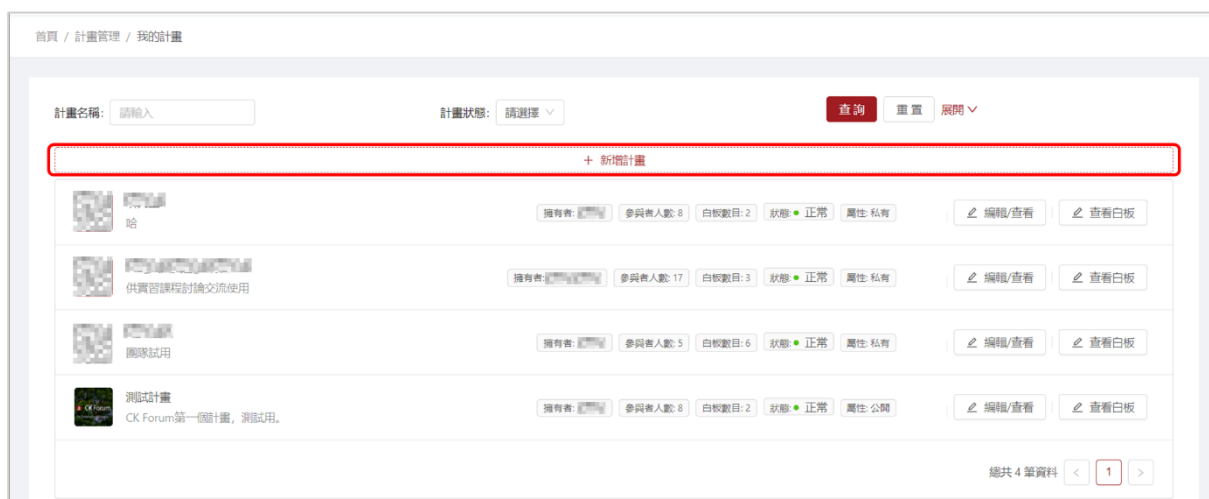 首頁 / 計畫管理 / 我的計畫
計畫名稱: 請輸入 計畫狀態: 請選擇 查詢 重置 展開
+ 新增計畫
哈
擁有者: 參與者人數: 8 白板數目: 2 狀態: 正常 屬性: 私有 編輯/查看 查看白板
供實習課程討論交流使用
擁有者: 參與者人數: 17 白板數目: 3 狀態: 正常 屬性: 私有 編輯/查看 查看白板
團隊試用
擁有者: 參與者人數: 5 白板數目: 6 狀態: 正常 屬性: 私有 編輯/查看 查看白板
CK Forum
測試計畫
CK Forum第一個計畫，測試用。
擁有者: 參與者人數: 8 白板數目: 2 狀態: 正常 屬性: 公開 編輯/查看 查看白板
總共 4 筆資料 < 1 >